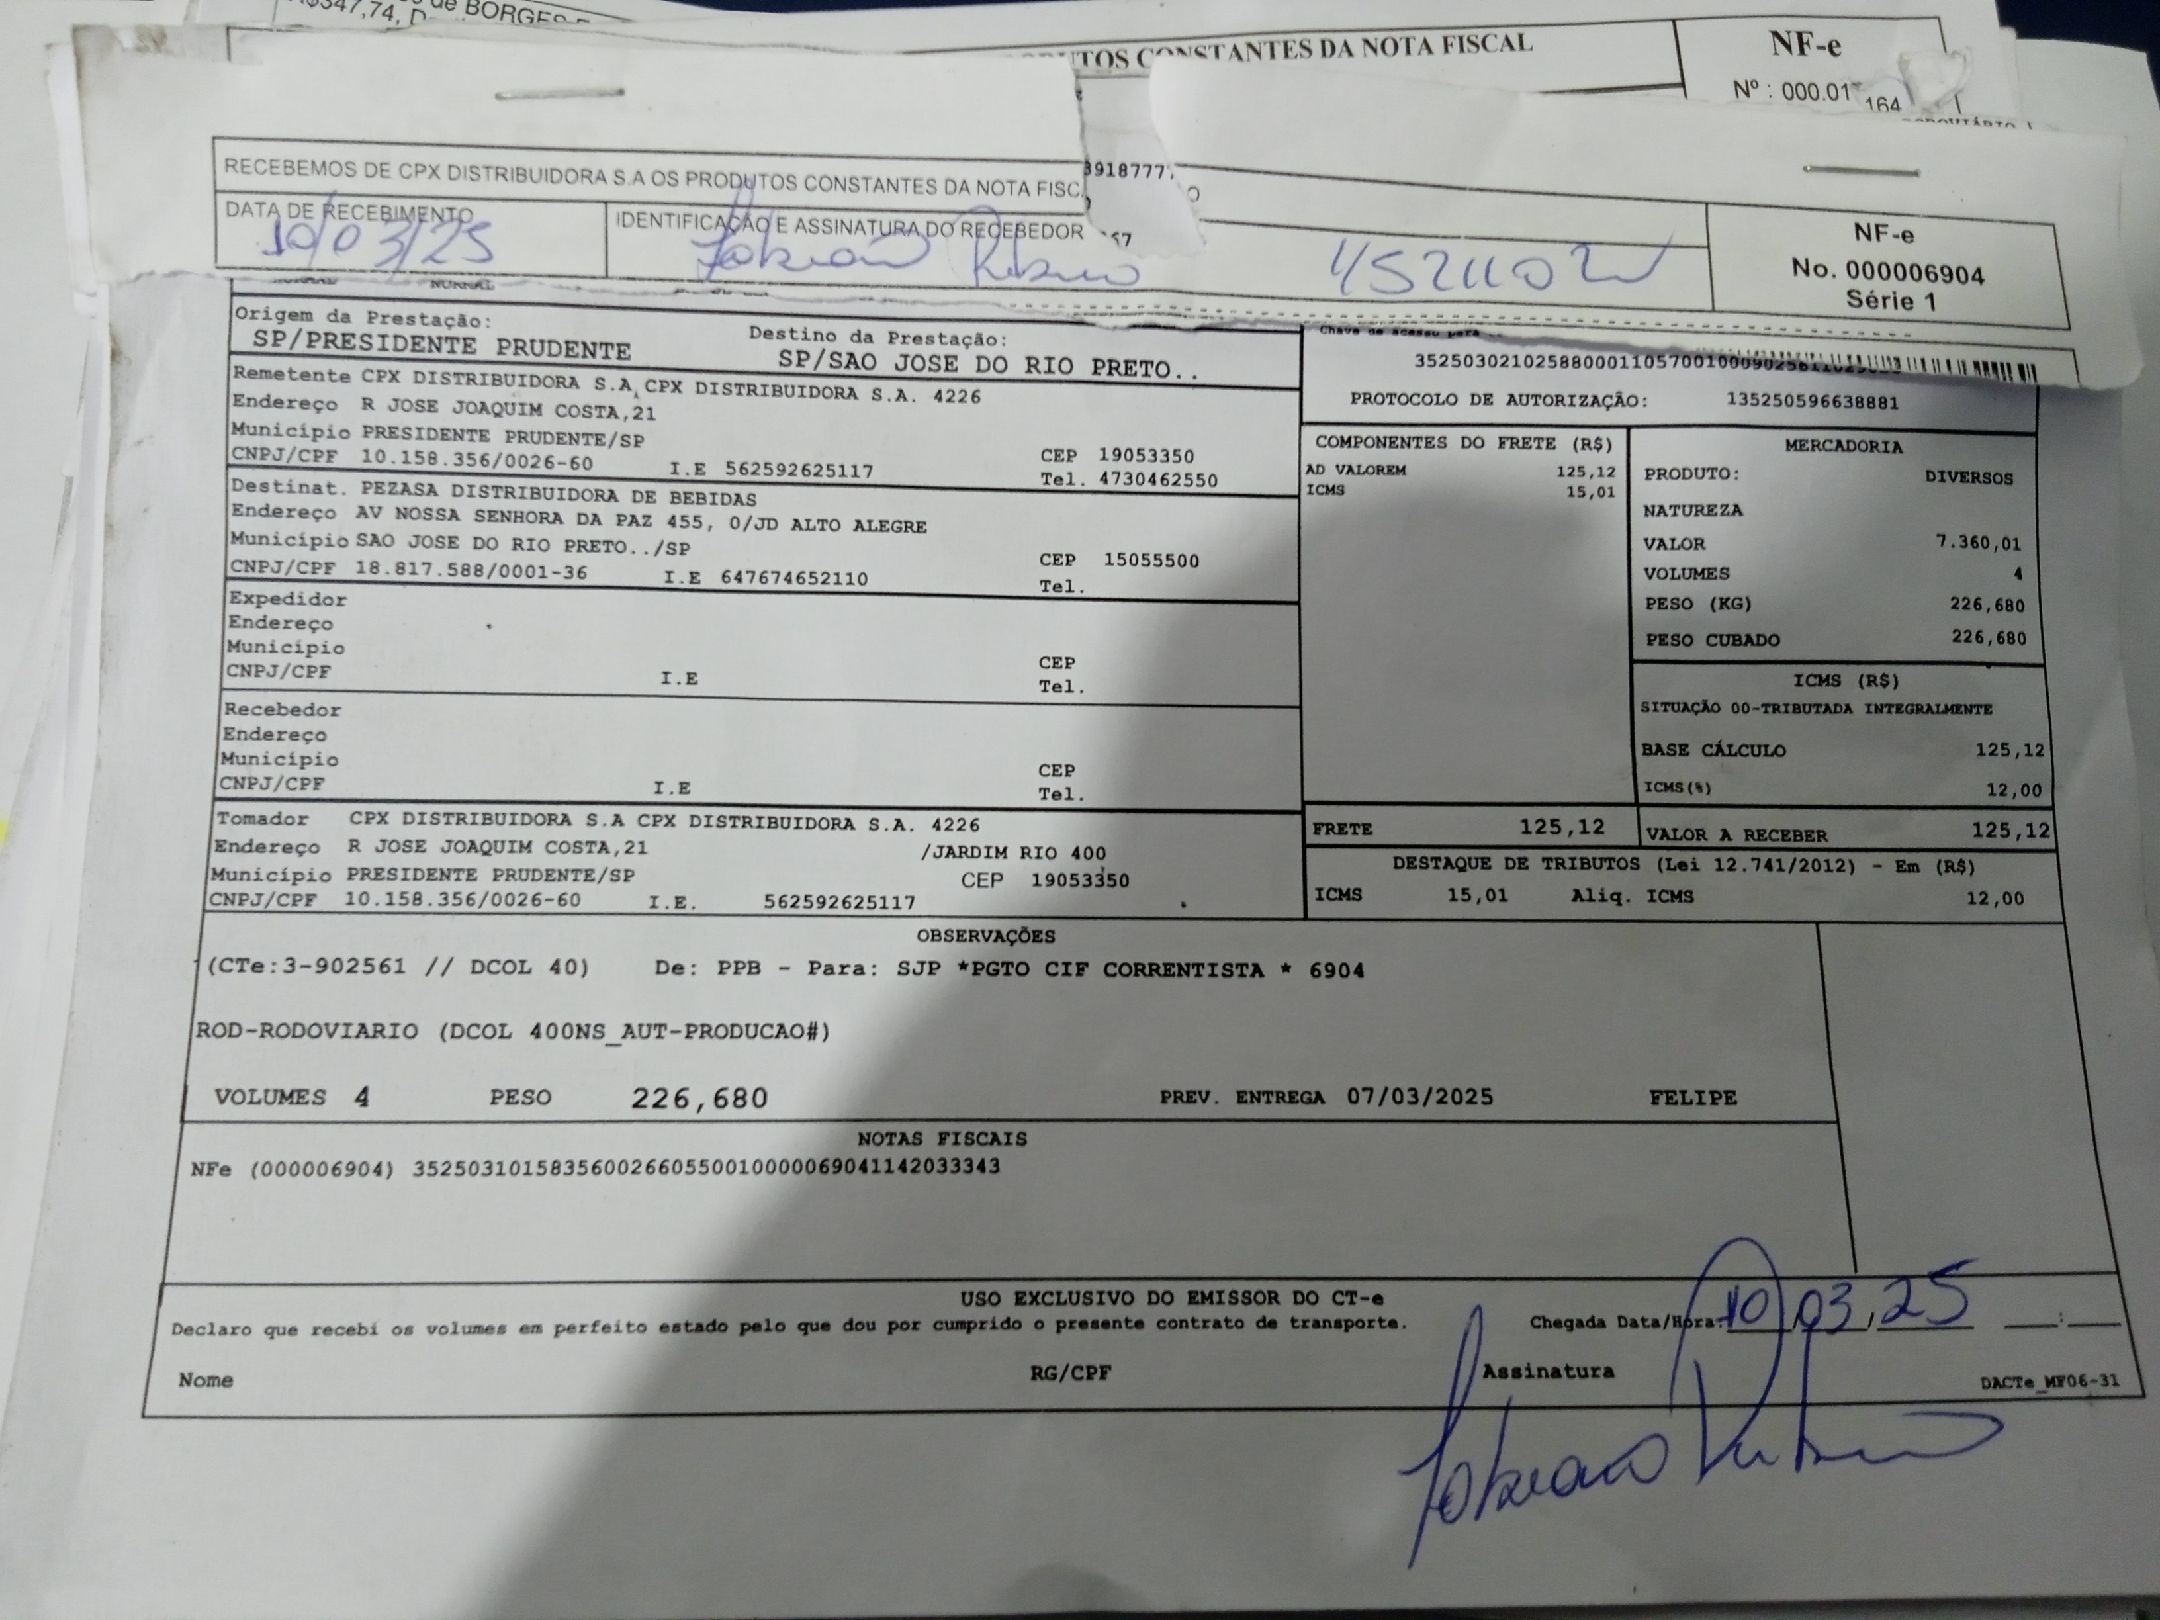 R$347,74, D
de BORGES
UTOS CONSTANTES DA NOTA FISCAL
NF-e
Nº : 000.01
164
RECEBEMOS DE CPX DISTRIBUIDORA S.A OS PRODUTOS CONSTANTES DA NOTA FISC
3918777
DATA DE RECEBIMENTO
10/03/25
IDENTIFICAÇÃO E ASSINATURA DO RECEBEDOR
NF-e
No. 000006904
Série 1
NORMAL
Origem da Prestação:
SP/PRESIDENTE PRUDENTE
Destino da Prestação:
SP/SAO JOSE DO RIO PRETO..
Chave de acesso para
PROTOCOLO DE AUTORIZAÇÃO: 135250596638881
Remetente CPX DISTRIBUIDORA S.A CPX DISTRIBUIDORA S.A. 4226
Endereço R JOSE JOAQUIM COSTA,21
Município PRESIDENTE PRUDENTE/SP
CEP 19053350
CNPJ/CPF 10.158.356/0026-60 I.E 562592625117
Tel. 4730462550
Destinat. PEZASA DISTRIBUIDORA DE BEBIDAS
Endereço AV NOSSA SENHORA DA PAZ 455, 0/JD ALTO ALEGRE
Município SAO JOSE DO RIO PRETO../SP
CEP 15055500
CNPJ/CPF 18.817.588/0001-36 I.E 647674652110
Tel.
Expedidor
Endereço
Município
CEP
CNPJ/CPF I.E
Tel.
Recebedor
Endereço
Município
CEP
CNPJ/CPF I.E
Tel.
Tomador CPX DISTRIBUIDORA S.A CPX DISTRIBUIDORA S.A. 4226
Endereço R JOSE JOAQUIM COSTA,21 /JARDIM RIO 400
Município PRESIDENTE PRUDENTE/SP CEP 19053350
CNPJ/CPF 10.158.356/0026-60 I.E. 562592625117
COMPONENTES DO FRETE (R$)
AD VALOREM 125,12
ICMS 15,01
MERCADORIA
PRODUTO: DIVERSOS
NATUREZA
VALOR 7.360,01
VOLUMES 4
PESO (KG) 226,680
PESO CUBADO 226,680
ICMS (R$)
SITUAÇÃO 00-TRIBUTADA INTEGRALMENTE
BASE CÁLCULO 125,12
ICMS(%) 12,00
FRETE 125,12
VALOR A RECEBER 125,12
DESTAQUE DE TRIBUTOS (Lei 12.741/2012) - Em (R$)
ICMS 15,01 Aliq. ICMS 12,00
OBSERVAÇÕES
(CTe:3-902561 // DCOL 40) De: PPB - Para: SJP *PGTO CIF CORRENTISTA * 6904
ROD-RODOVIARIO (DCOL 400NS_AUT-PRODUCAO#)
VOLUMES 4 PESO 226,680 PREV. ENTREGA 07/03/2025 FELIPE
NOTAS FISCAIS
NFe (000006904) 35250310158356002660550010000069041142033343
USO EXCLUSIVO DO EMISSOR DO CT-e
Declaro que recebi os volumes em perfeito estado pelo que dou por cumprido o presente contrato de transporte.
Chegada Data/Hora: 10/03/25 __:__
Nome RG/CPF Assinatura
DACTe_MF06-31